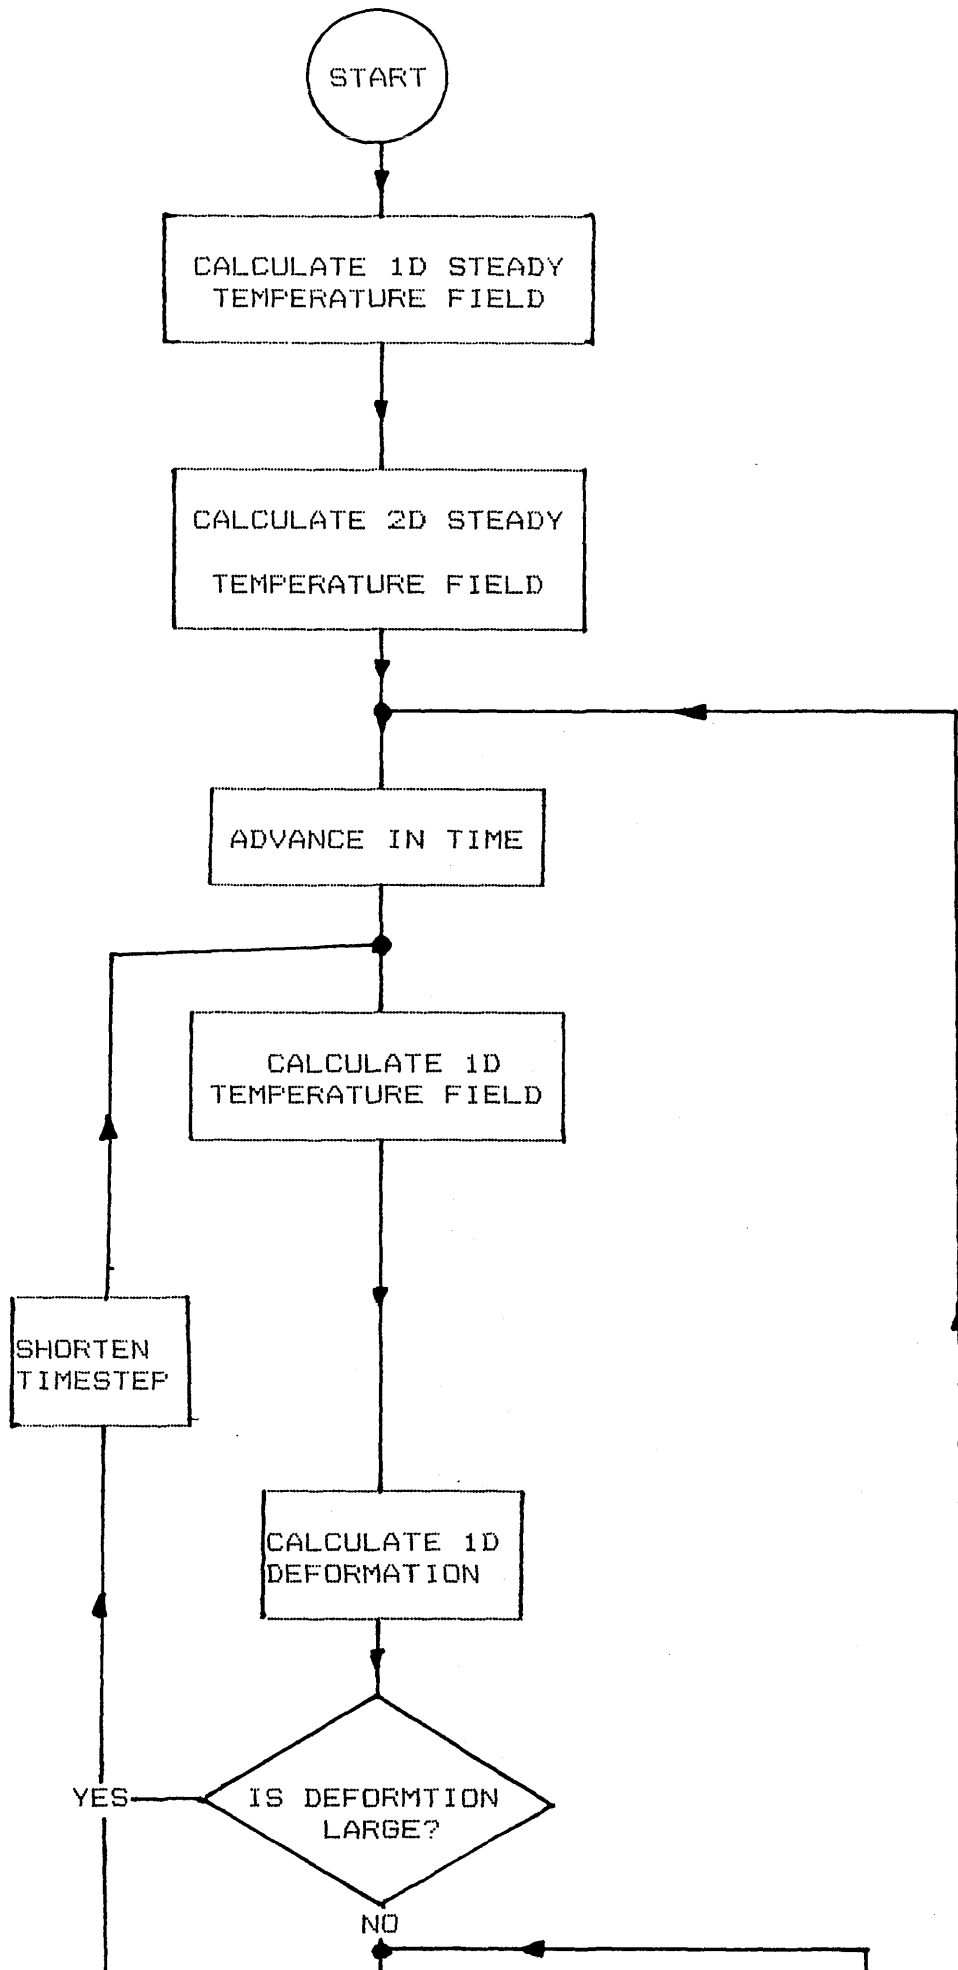 START
CALCULATE 1D STEADY
TEMPERATURE FIELD
CALCULATE 2D STEADY
TEMPERATURE FIELD
ADVANCE IN TIME
CALCULATE 1D
TEMPERATURE FIELD
SHORTEN
TIMESTEP
CALCULATE 1D
DEFORMATION
YES
IS DEFORMTION
LARGE?
NO